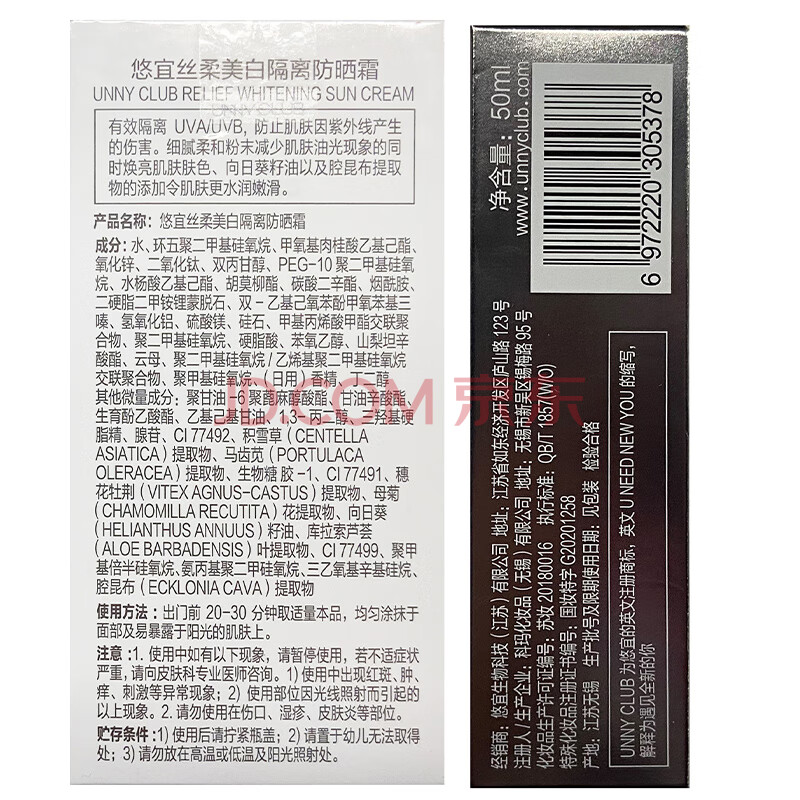 悠宜丝柔美白隔离防晒霜
UNNY CLUB RELIEF WHITENING SUN CREAM
有效隔离 UVA/UVB, 防止肌肤因紫外线产生
的伤害。细腻柔和粉末减少肌肤油光现象的同
时焕亮肌肤肤色、向日葵籽油以及腔昆布提取
物的添加令肌肤更水润嫩滑。
产品名称：悠宜丝柔美白隔离防晒霜
成分：水、环五聚二甲基硅氧烷、甲氧基肉桂酸乙基己酯、
氧化锌、二氧化钛、双丙甘醇、PEG-10 聚二甲基硅氧
烷、水杨酸乙基己酯、胡莫柳酯、碳酸二辛酯、烟酰胺、
二硬脂二甲铵锂蒙脱石、双-乙基己氧苯酚甲氧苯基三
嗪、氢氧化铝、硫酸镁、硅石、甲基丙烯酸甲酯交联聚
合物、聚二甲基硅氧烷、硬脂酸、苯氧乙醇、山梨坦辛
酸酯、云母、聚二甲基硅氧烷/乙烯基聚二甲基硅氧烷
交联聚合物、聚甲基硅氧烷、（日用）香精、丁二醇
其他微量成分：聚甘油-6 聚蓖麻醇酸酯、甘油辛酸酯、
生育酚乙酸酯、乙基己基甘油、1,3-丙二醇、三羟基硬
脂精、腺苷、CI 77492、积雪草（CENTELLA
ASIATICA）提取物、马齿苋（PORTULACA
OLERACEA）提取物、生物糖胶-1、CI 77491、穗
花牡荆（VITEX AGNUS-CASTUS）提取物、母菊
(CHAMOMILLA RECUTITA) 花提取物、向日葵
(HELIANTHUS ANNUUS) 籽油、库拉索芦荟
(ALOE BARBADENSIS) 叶提取物、CI 77499、聚甲
基倍半硅氧烷、氨丙基聚二甲基硅氧烷、三乙氧基辛基硅烷、
腔昆布 (ECKLONIA CAVA) 提取物
使用方法：出门前 20-30 分钟取适量本品，均匀涂抹于
面部及易暴露于阳光的肌肤上。
注意：1. 使用中如有以下现象，请暂停使用，若不适症状
严重，请向皮肤科专业医师咨询。1) 使用中出现红斑、肿、
痒、刺激等异常现象；2) 使用部位因光线照射而引起的
以上现象。2. 请勿使用在伤口、湿疹、皮肤炎等部位。
贮存条件：1) 使用后请拧紧瓶盖；2) 请置于幼儿无法取得
处；3) 请勿放在高温或低温及阳光照射处。
JD.COM 京东
净含量：50ml
www.unnyclub.com
6 972220 305378
经销商：悠宜生物科技（江苏）有限公司 地址：江苏省如东经济开发区庐山路 123 号
注册人/生产企业：科玛化妆品（无锡）有限公司 地址：无锡市新吴区锡梅路 95 号
化妆品生产许可证编号：苏妆 20180016 执行标准：QB/T 1857(W/O)
特殊化妆品注册证书编号：国妆特字 G20201258
产地：江苏无锡 生产批号及限期使用日期：见包装 检验合格
UNNY CLUB 为悠宜的英文注册商标，英文 U NEED NEW YOU 的缩写，
解释为遇见全新的你